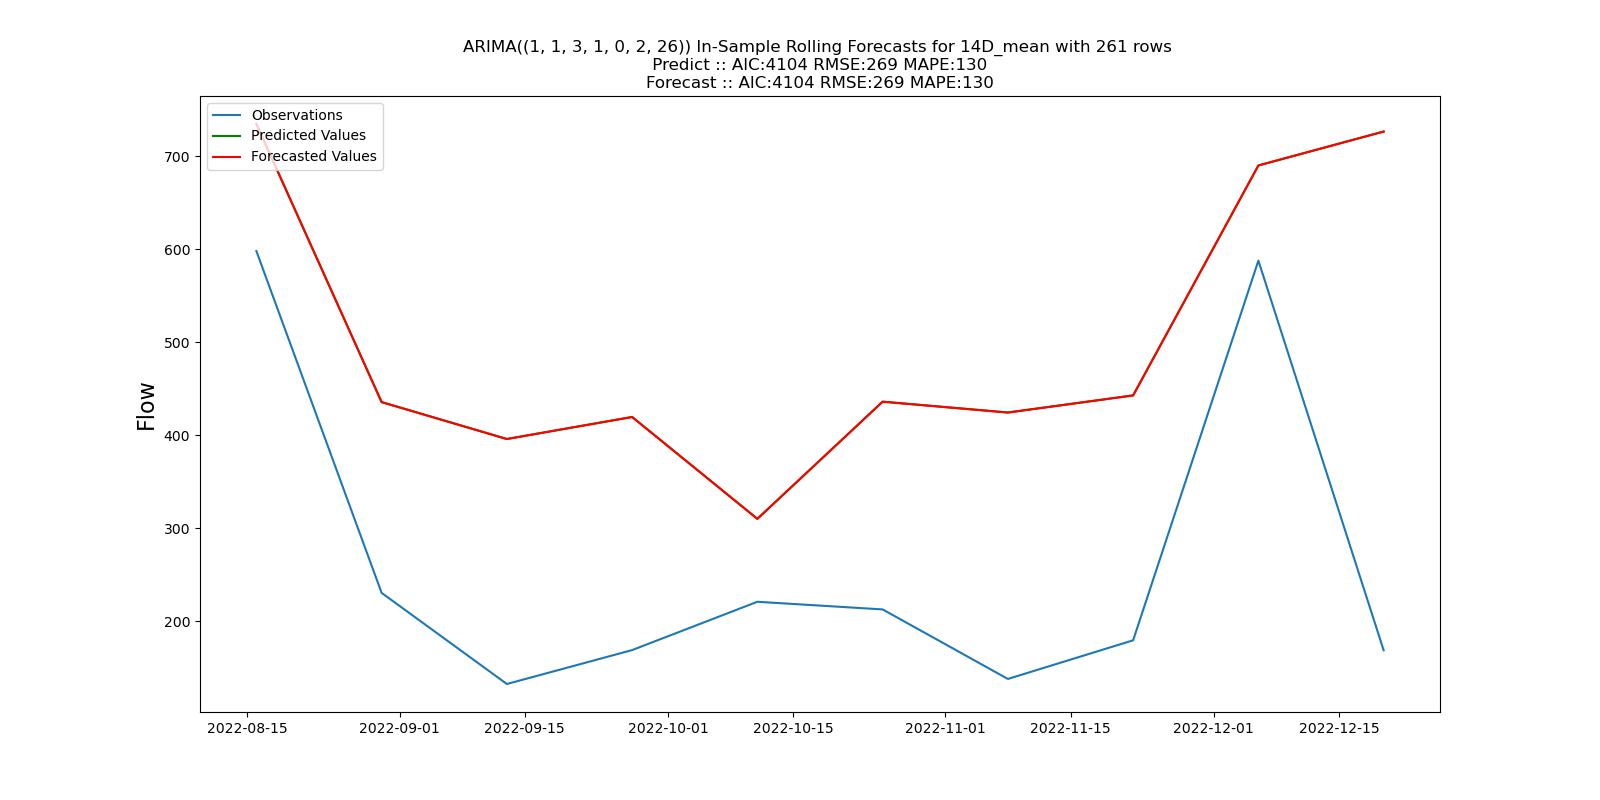 ARIMA((1, 1, 3, 1, 0, 2, 26)) In-Sample Rolling Forecasts for 14D_mean with 261 rows
Predict :: AIC:4104 RMSE:269 MAPE:130
Forecast :: AIC:4104 RMSE:269 MAPE:130
Observations
Predicted Values
Forecasted Values
700
600
500
400
300
200
Flow
2022-08-15 2022-09-01 2022-09-15 2022-10-01 2022-10-15 2022-11-01 2022-11-15 2022-12-01 2022-12-15